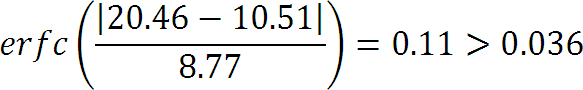 erfc(|20.46 − 10.51| / 8.77) = 0.11 > 0.036